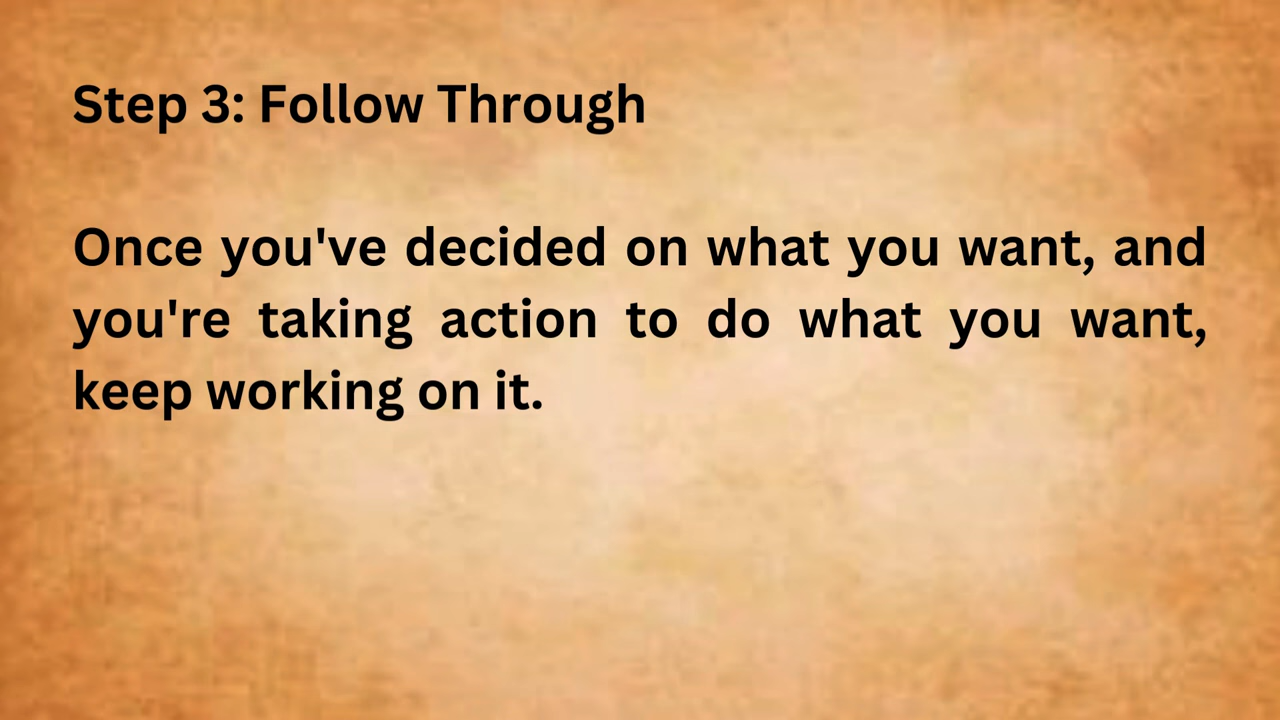 Step 3: Follow Through
Once you've decided on what you want, and
you're taking action to do what you want,
keep working on it.